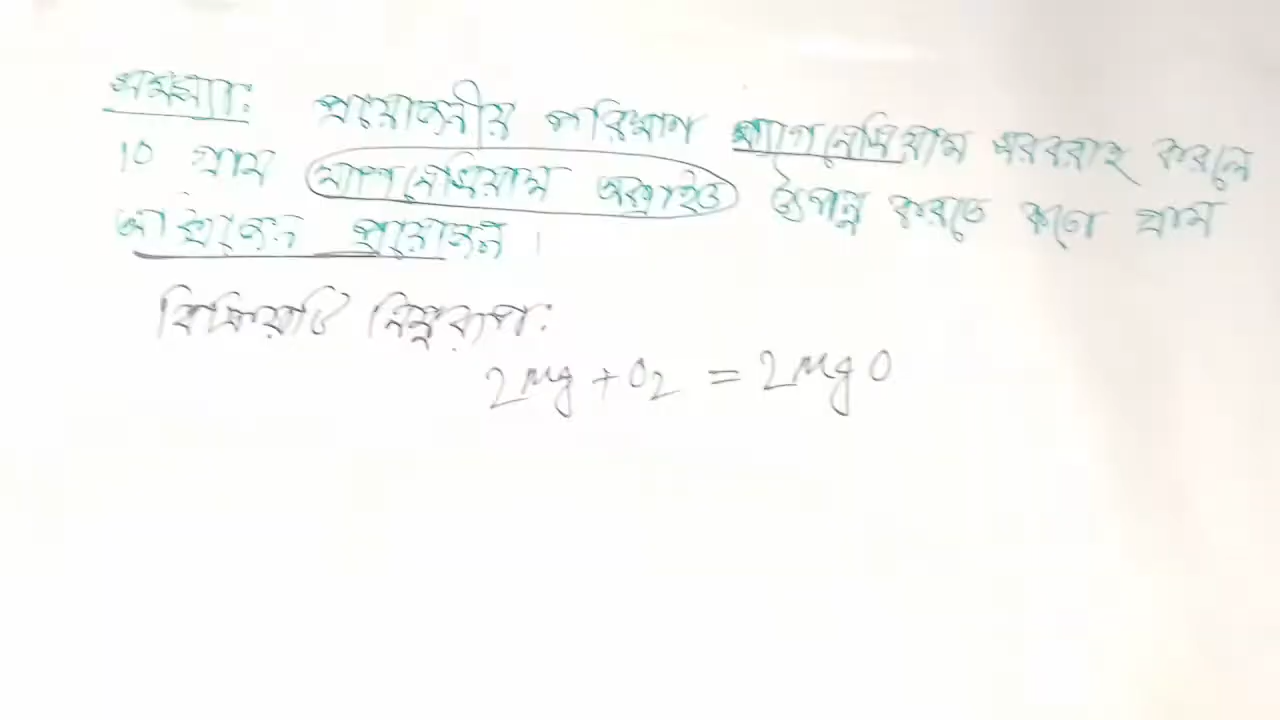 সমস্যা: প্রয়োজনীয় পরিমাণ ম্যাগনেসিয়াম সরবরাহ করলে
10 গ্রাম ম্যাগনেসিয়াম অক্সাইড উৎপন্ন করতে কত গ্রাম
অক্সিজেন প্রয়োজন।
বিক্রিয়াটি নিম্নরূপ:
2Mg + O2 = 2MgO